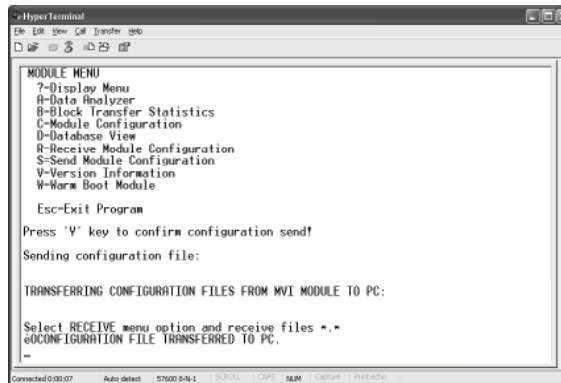 HyperTerminal
File Edit View Call Transfer Help
MODULE MENU
?-Display Menu
A-Data Analyzer
B-Block Transfer Statistics
C-Module Configuration
D-Database View
R-Receive Module Configuration
S=Send Module Configuration
V-Version Information
W-Warm Boot Module
Esc-Exit Program
Press 'Y' key to confirm configuration send!
Sending configuration file:
TRANSFERRING CONFIGURATION FILES FROM MVI MODULE TO PC:
Select RECEIVE menu option and receive files *.*
èOCONFIGURATION FILE TRANSFERRED TO PC.
_
Connected 0:00:07 Auto detect 57600 8-N-1 SCROLL CAPS NUM Capture Print echo